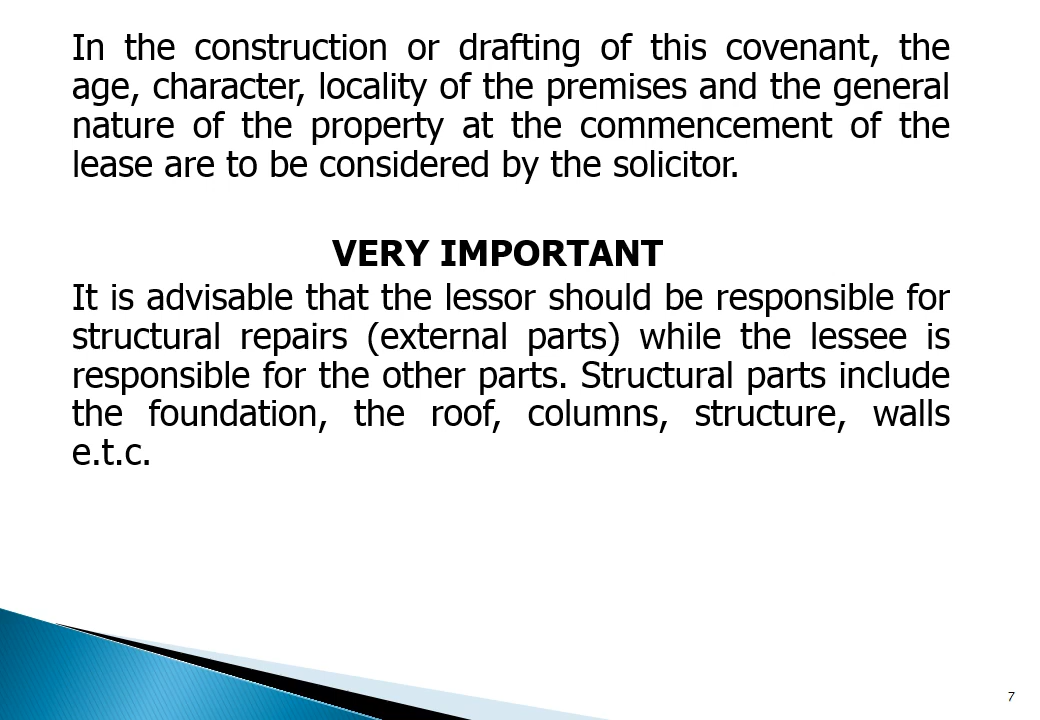 In the construction or drafting of this covenant, the
age, character, locality of the premises and the general
nature of the property at the commencement of the
lease are to be considered by the solicitor.
VERY IMPORTANT
It is advisable that the lessor should be responsible for
structural repairs (external parts) while the lessee is
responsible for the other parts. Structural parts include
the foundation, the roof, columns, structure, walls
e.t.c.
7